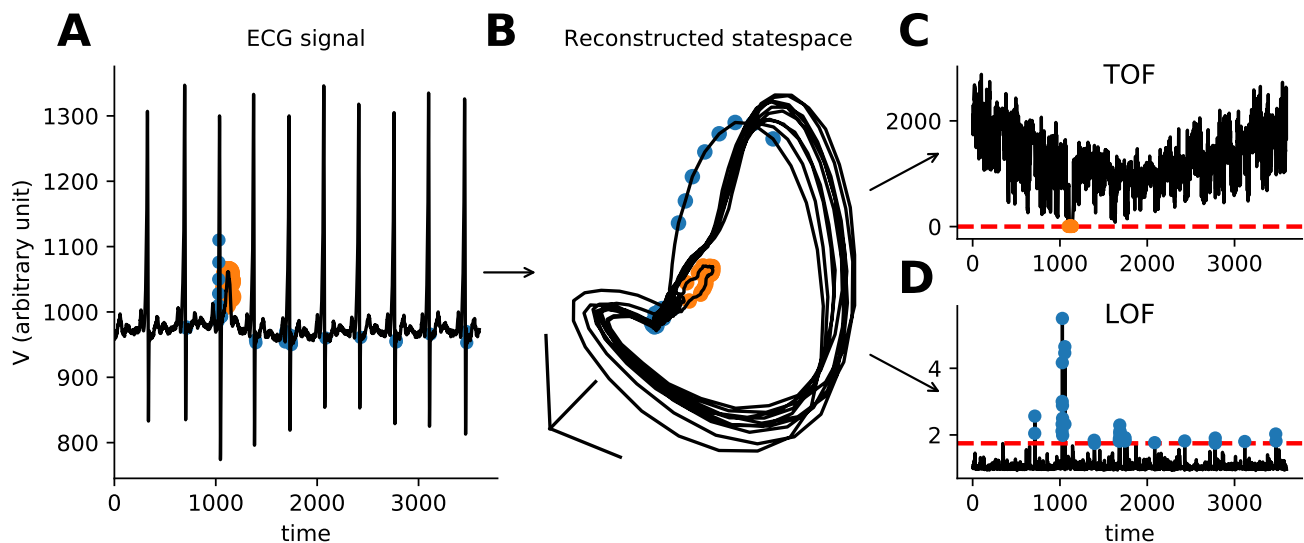 A
ECG signal
V (arbitrary unit)
1300
1200
1100
1000
900
800
0
1000
2000
3000
time
B
Reconstructed statespace
C
TOF
2000
0
0
1000
2000
3000
D
LOF
4
2
0
1000
2000
3000
time